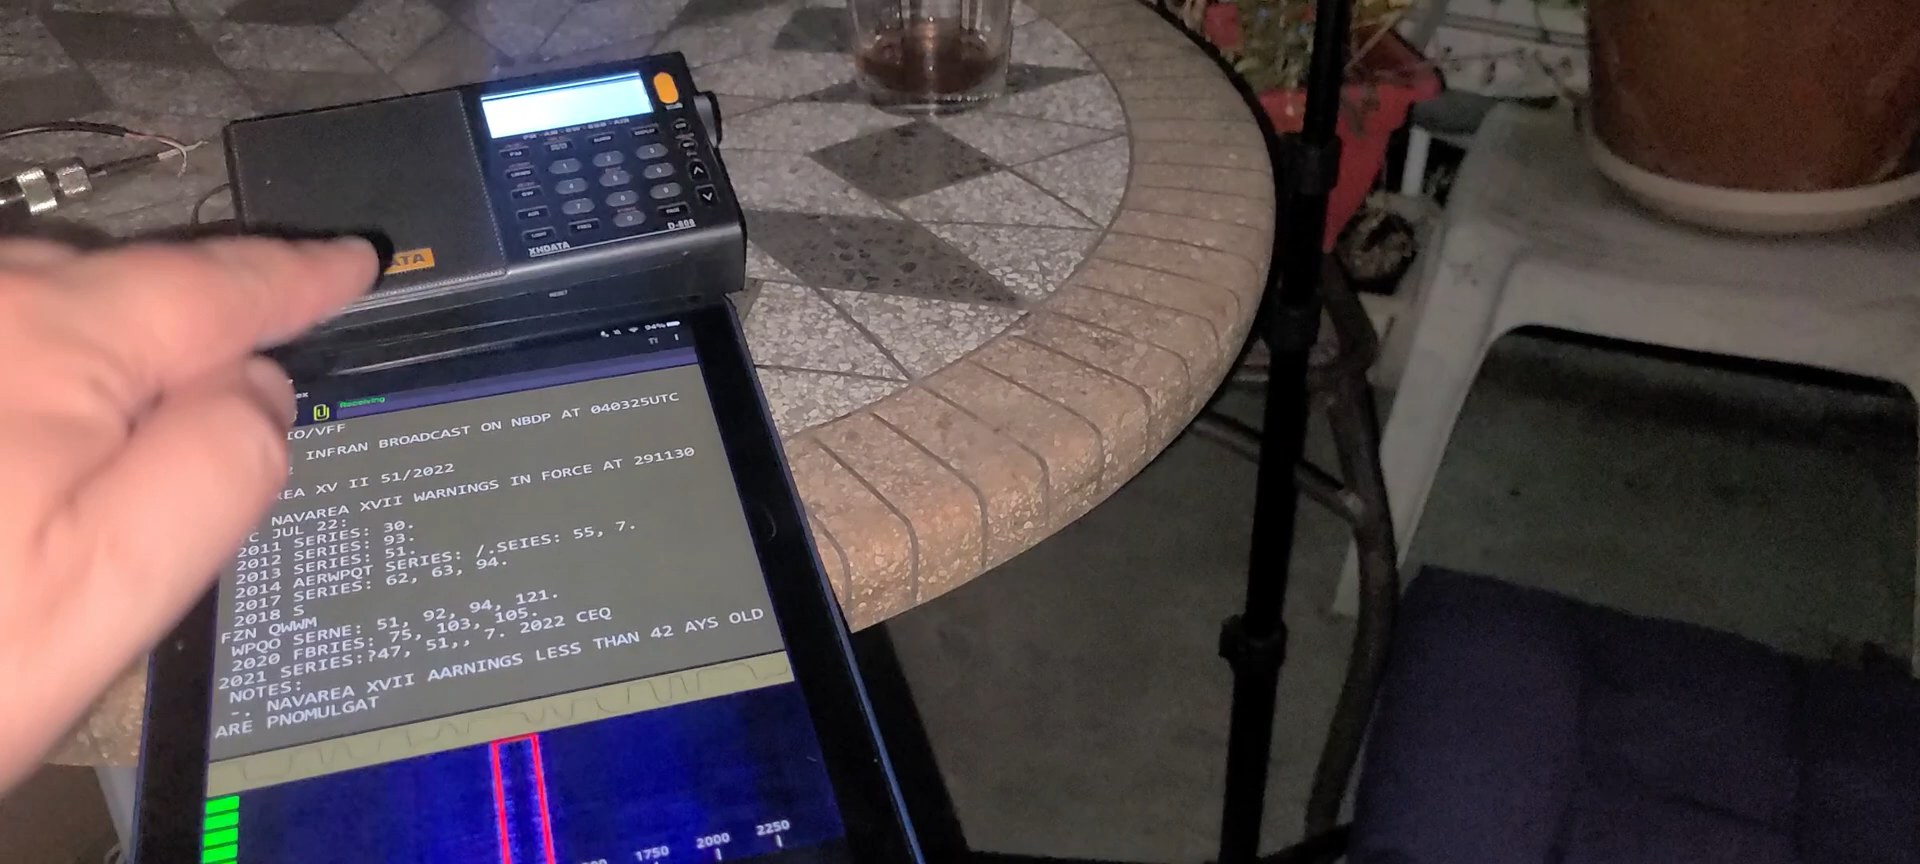 XHDATA
D-808
ATA
RESET
94%
Receiving
IO/VFF
INFRAN BROADCAST ON NBDP AT 040325UTC
EA XV II 51/2022
NAVAREA XVII WARNINGS IN FORCE AT 291130
C JUL 22:
2011 SERIES: 30.
2012 SERIES: 93.
2013 SERIES: 51.
2014 AERWPQT SERIES: /.SEIES: 55, 7.
2017 SERIES: 62, 63, 94.
2018 S
FZN QWWM
WPQO SERNE: 51, 92, 94, 121.
2020 FBRIES: 75, 103, 105.
2021 SERIES:?47, 51,, 7. 2022 CEQ
NOTES:
-. NAVAREA XVII AARNINGS LESS THAN 42 AYS OLD
ARE PNOMULGAT
1750 2000 2250